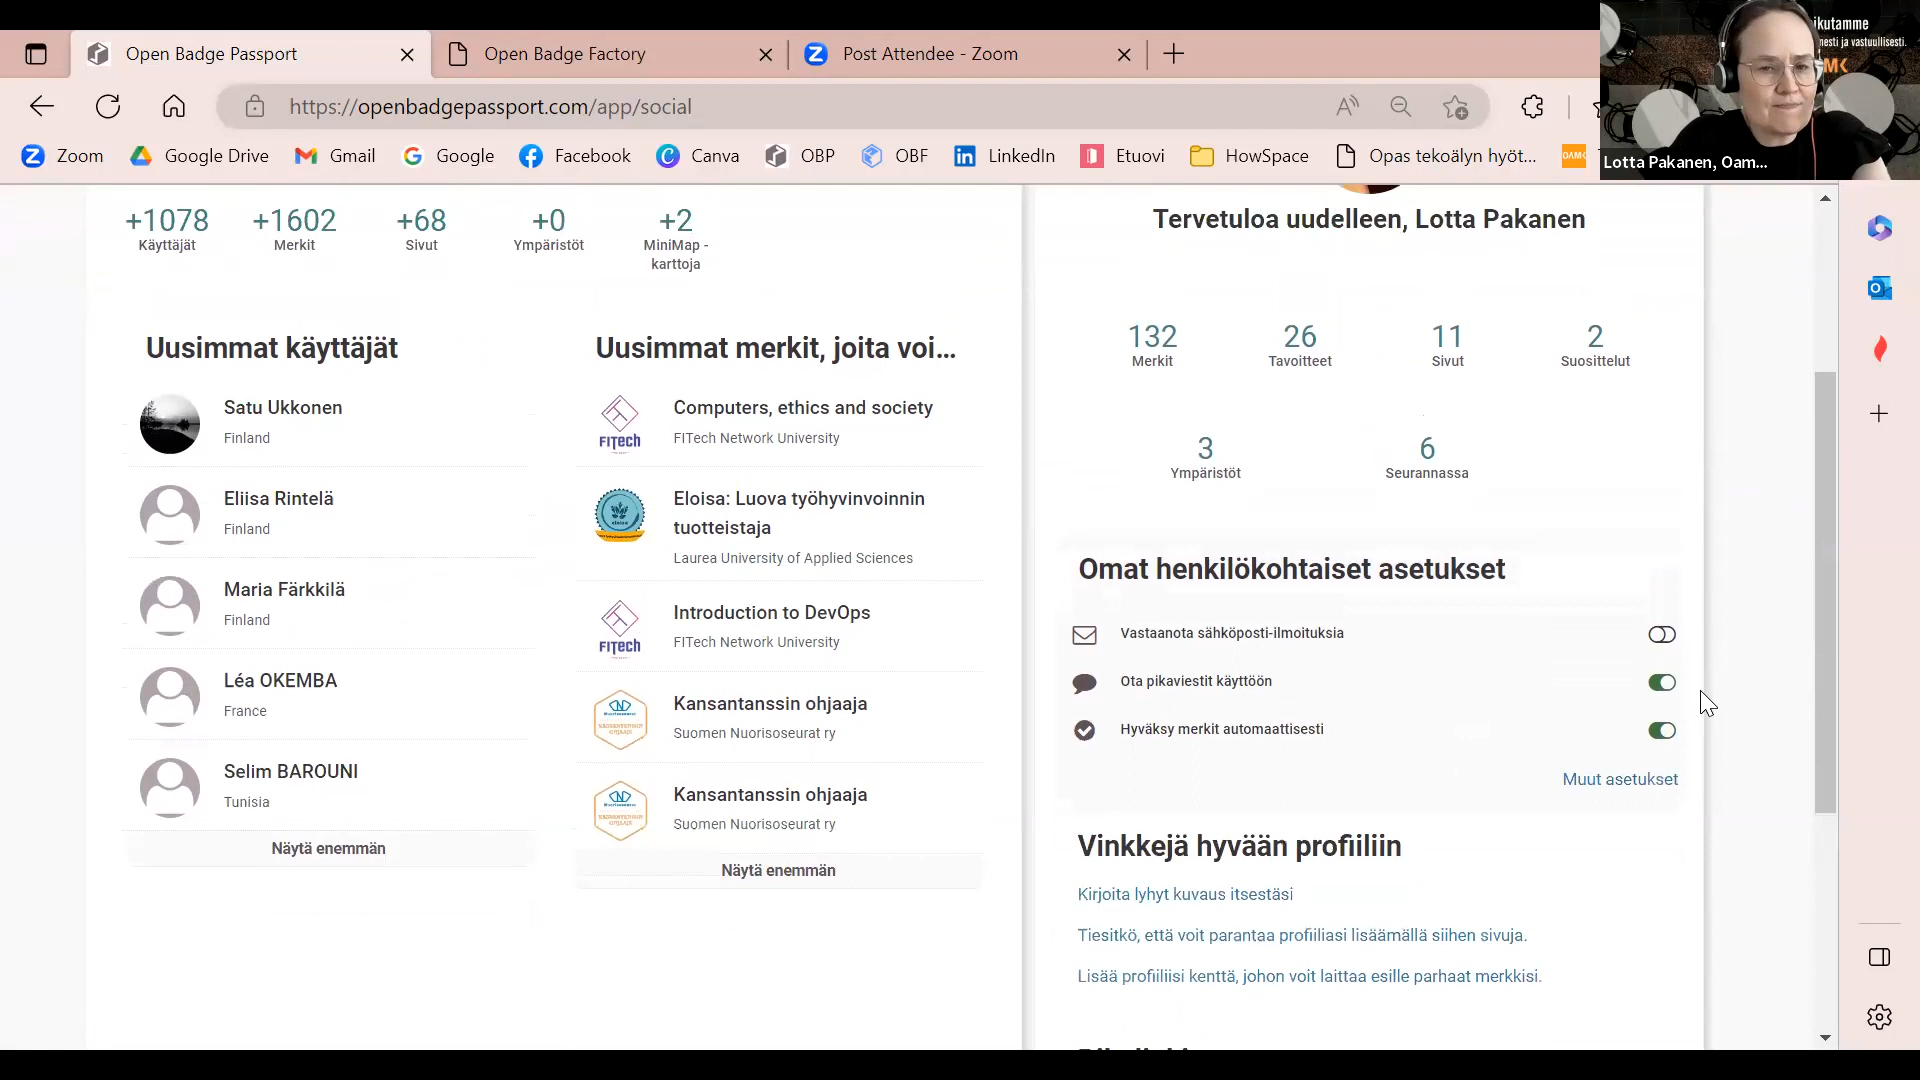 Open Badge Passport
Open Badge Factory
Post Attendee - Zoom
https://openbadgepassport.com/app/social
Zoom
Google Drive
Gmail
Google
Facebook
Canva
OBP
OBF
LinkedIn
Etuovi
HowSpace
Opas tekoälyn hyöt...
OAMK
ikutamme
nesti ja vastuullisesti.
Lotta Pakanen, Oam...
+1078
Käyttäjät
+1602
Merkit
+68
Sivut
+0
Ympäristöt
+2
MiniMap -
karttoja
Uusimmat käyttäjät
Satu Ukkonen
Finland
Eliisa Rintelä
Finland
Maria Färkkilä
Finland
Léa OKEMBA
France
Selim BAROUNI
Tunisia
Näytä enemmän
Uusimmat merkit, joita voi...
FITech
Computers, ethics and society
FITech Network University
Eloisa: Luova työhyvinvoinnin
tuotteistaja
Laurea University of Applied Sciences
FITech
Introduction to DevOps
FITech Network University
Kansantanssin ohjaaja
Suomen Nuorisoseurat ry
Kansantanssin ohjaaja
Suomen Nuorisoseurat ry
Näytä enemmän
Tervetuloa uudelleen, Lotta Pakanen
132
Merkit
26
Tavoitteet
11
Sivut
2
Suosittelut
3
Ympäristöt
6
Seurannassa
Omat henkilökohtaiset asetukset
Vastaanota sähköposti-ilmoituksia
Ota pikaviestit käyttöön
Hyväksy merkit automaattisesti
Muut asetukset
Vinkkejä hyvään profiiliin
Kirjoita lyhyt kuvaus itsestäsi
Tiesitkö, että voit parantaa profiiliasi lisäämällä siihen sivuja.
Lisää profiiliisi kenttä, johon voit laittaa esille parhaat merkkisi.